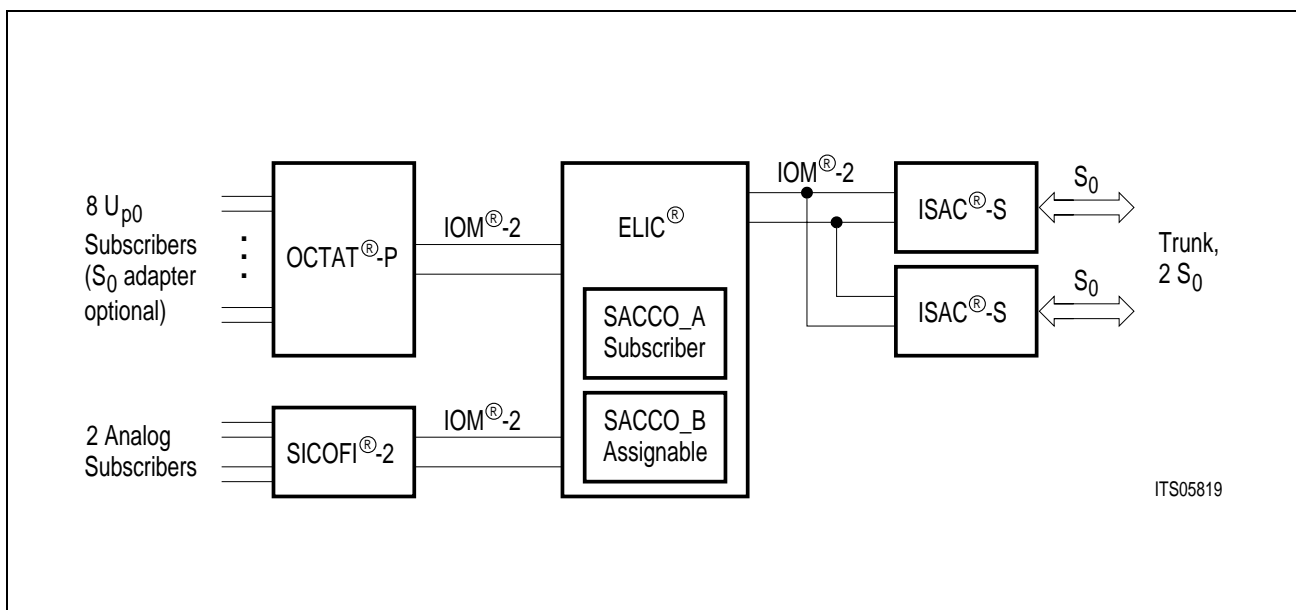 8 Up0
Subscribers
(S0 adapter
optional)
OCTAT®-P
IOM®-2
2 Analog
Subscribers
SICOFI®-2
IOM®-2
ELIC®
SACCO_A
Subscriber
SACCO_B
Assignable
IOM®-2
ISAC®-S
S0
ISAC®-S
S0
Trunk,
2 S0
ITS05819